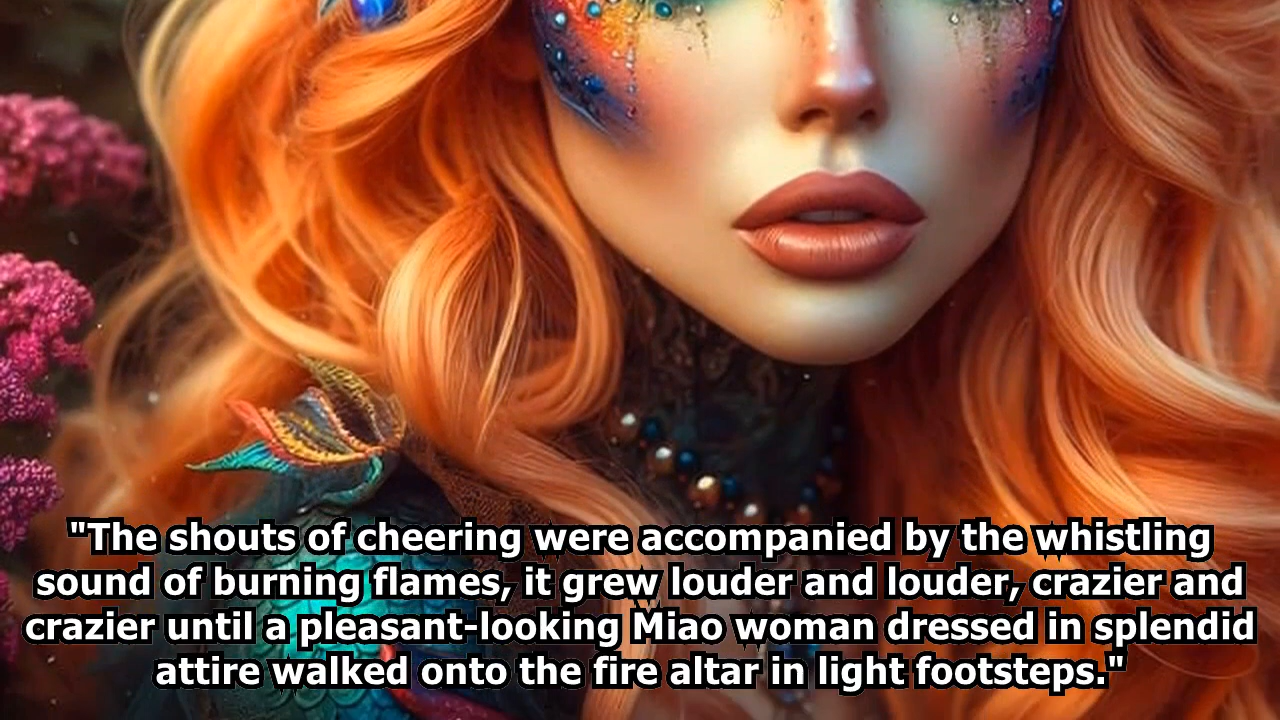 "The shouts of cheering were accompanied by the whistling
sound of burning flames, it grew louder and louder, crazier and
crazier until a pleasant-looking Miao woman dressed in splendid
attire walked onto the fire altar in light footsteps."